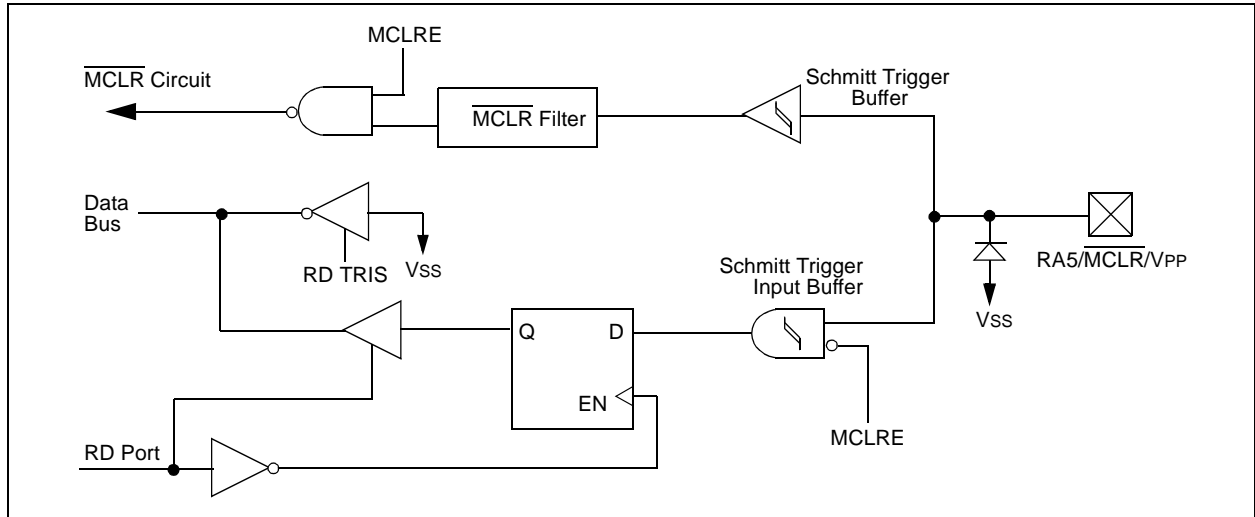 MCLRE
MCLR Circuit
Schmitt Trigger
Buffer
MCLR Filter
Data
Bus
RD TRIS
VSS
Schmitt Trigger
Input Buffer
RA5/MCLR/VPP
VSS
Q
D
EN
MCLRE
RD Port